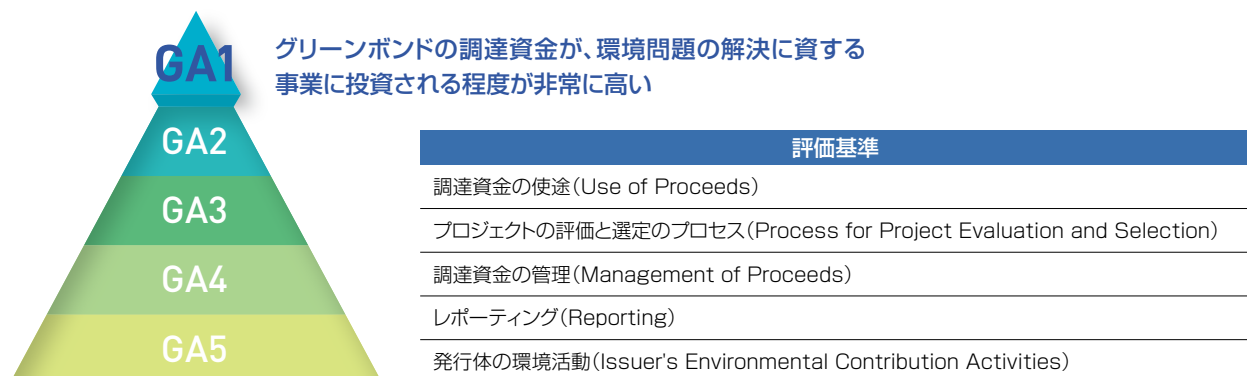 GA1
グリーンボンドの調達資金が、環境問題の解決に資する
事業に投資される程度が非常に高い
GA2
GA3
GA4
GA5
評価基準
調達資金の使途(Use of Proceeds)
プロジェクトの評価と選定のプロセス(Process for Project Evaluation and Selection)
調達資金の管理(Management of Proceeds)
レポーティング(Reporting)
発行体の環境活動(Issuer's Environmental Contribution Activities)